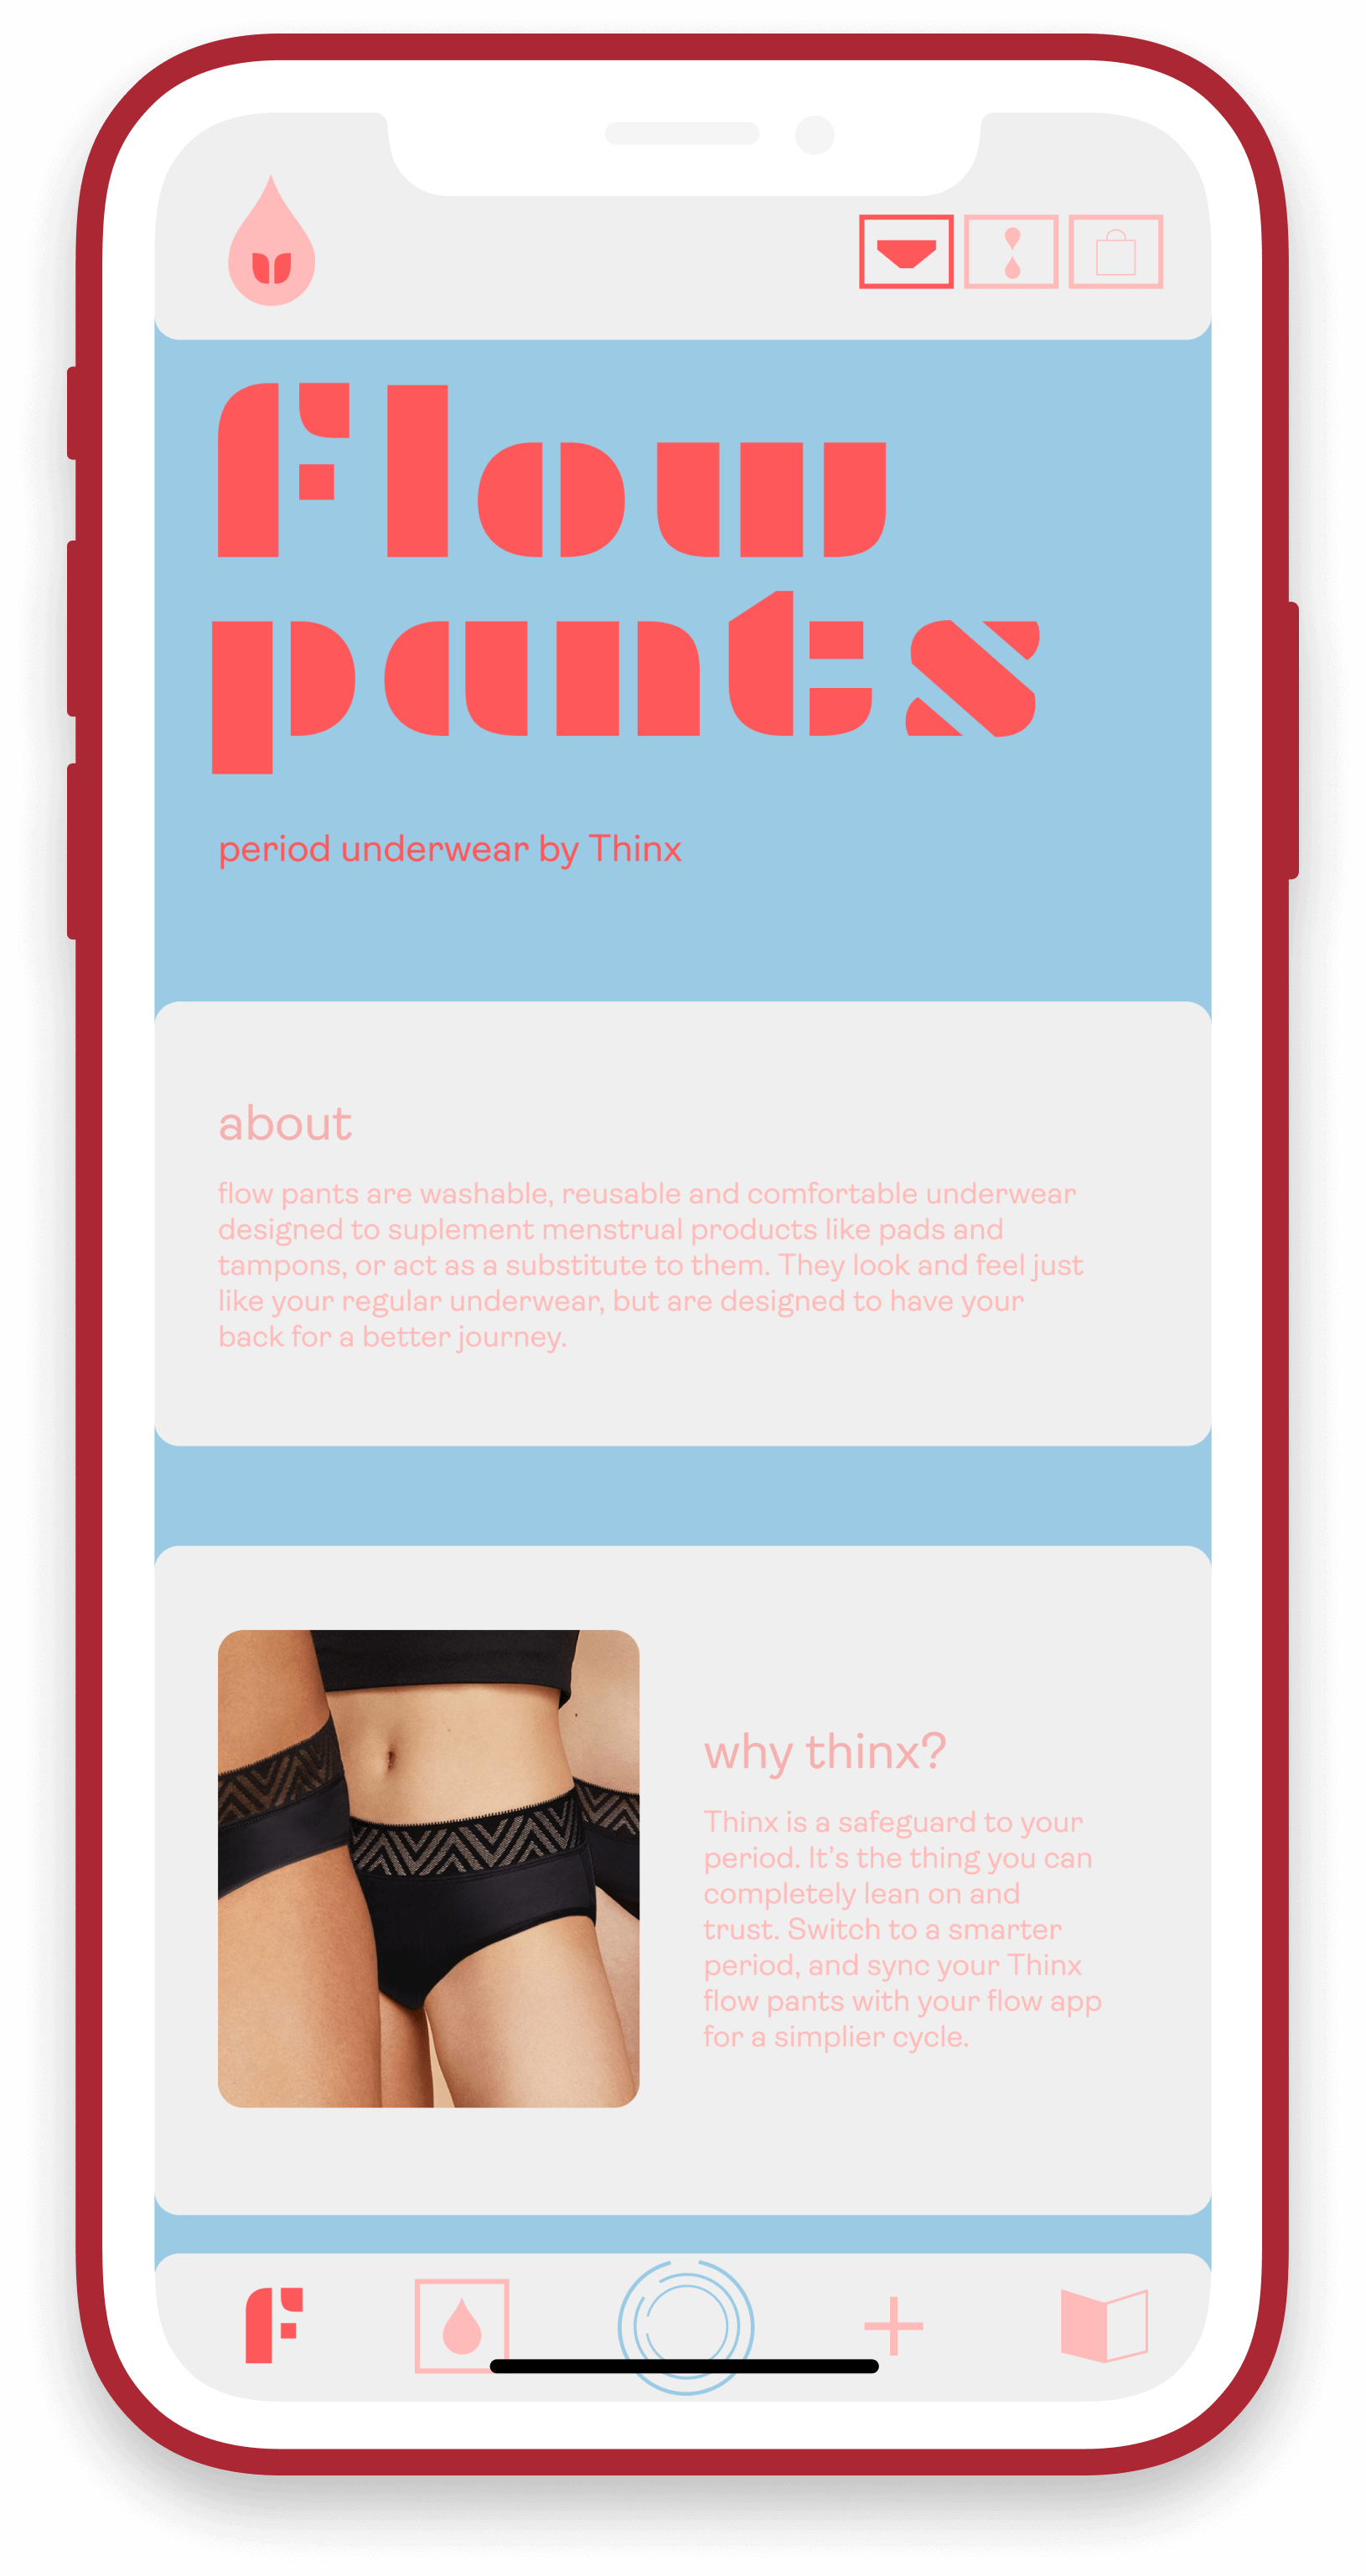 flow
pants
period underwear by Thinx
about
flow pants are washable, reusable and comfortable underwear
designed to suplement menstrual products like pads and
tampons, or act as a substitute to them. They look and feel just
like your regular underwear, but are designed to have your
back for a better journey.
why thinx?
Thinx is a safeguard to your
period. It’s the thing you can
completely lean on and
trust. Switch to a smarter
period, and sync your Thinx
flow pants with your flow app
for a simplier cycle.
F